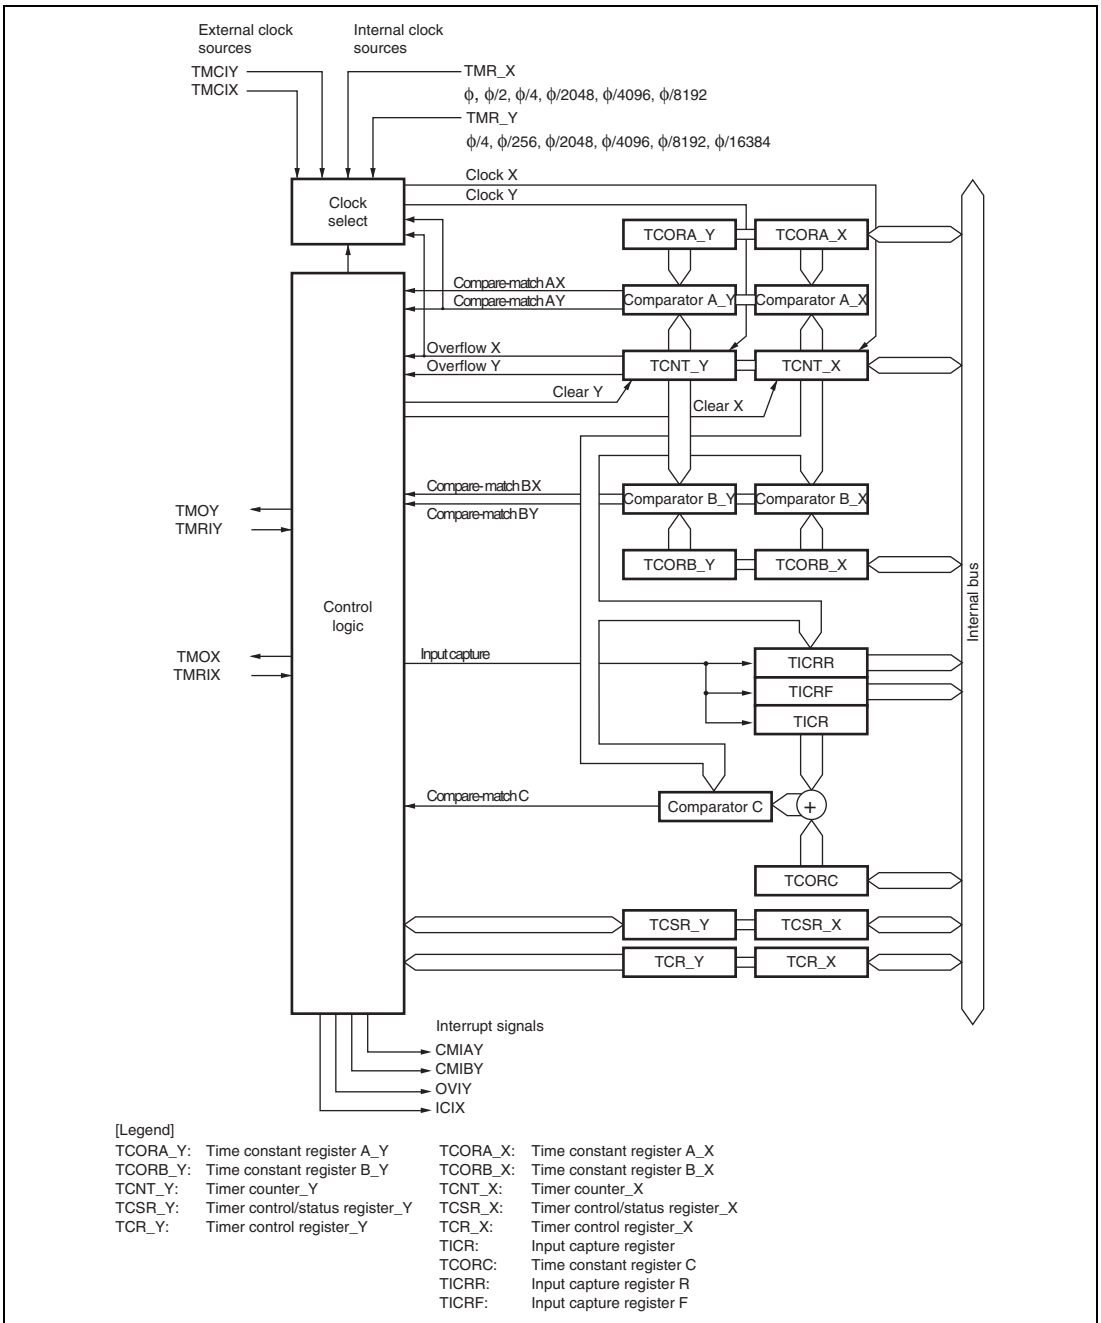 External clock sources
Internal clock sources
TMCIY
TMCIX
TMR_X
ϕ, ϕ/2, ϕ/4, ϕ/2048, ϕ/4096, ϕ/8192
TMR_Y
ϕ/4, ϕ/256, ϕ/2048, ϕ/4096, ϕ/8192, ϕ/16384
Clock X
Clock Y
Clock select
TCORA_Y
TCORA_X
Compare-match AX
Compare-match AY
Comparator A_Y
Comparator A_X
Overflow X
Overflow Y
TCNT_Y
TCNT_X
Clear Y
Clear X
Compare-match BX
Compare-match BY
Comparator B_Y
Comparator B_X
TMOY
TMRIY
TCORB_Y
TCORB_X
Internal bus
Control logic
TMOX
TMRIX
Input capture
TICRR
TICRF
TICR
Compare-match C
Comparator C
+
TCORC
TCSR_Y
TCSR_X
TCR_Y
TCR_X
Interrupt signals
CMIAY
CMIBY
OVIY
ICIX
[Legend]
TCORA_Y: Time constant register A_Y
TCORB_Y: Time constant register B_Y
TCNT_Y: Timer counter_Y
TCSR_Y: Timer control/status register_Y
TCR_Y: Timer control register_Y
TCORA_X: Time constant register A_X
TCORB_X: Time constant register B_X
TCNT_X: Timer counter_X
TCSR_X: Timer control/status register_X
TCR_X: Timer control register_X
TICR: Input capture register
TCORC: Time constant register C
TICRR: Input capture register R
TICRF: Input capture register F